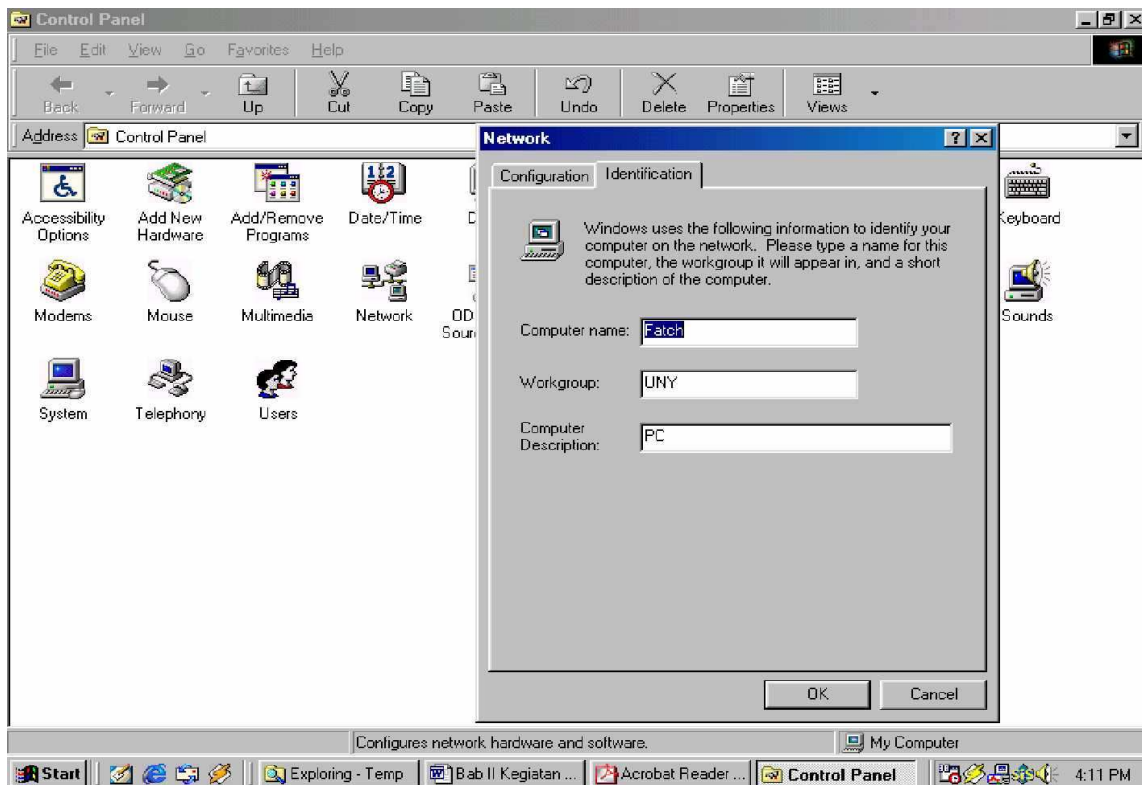 Control Panel
File Edit View Go Favorites Help
Back Forward Up Cut Copy Paste Undo Delete Properties Views
Address Control Panel
Network
Configuration Identification
Windows uses the following information to identify your
computer on the network. Please type a name for this
computer, the workgroup it will appear in, and a short
description of the computer.
Computer name: Fatch
Workgroup: UNY
Computer
Description: PC
OK Cancel
Accessibility
Options
Add New
Hardware
Add/Remove
Programs
Date/Time
Keyboard
Modems
Mouse
Multimedia
Network
OD
Sour
Sounds
System
Telephony
Users
Configures network hardware and software. My Computer
Start Exploring - Temp Bab II Kegiatan ... Acrobat Reader ... Control Panel 4:11 PM